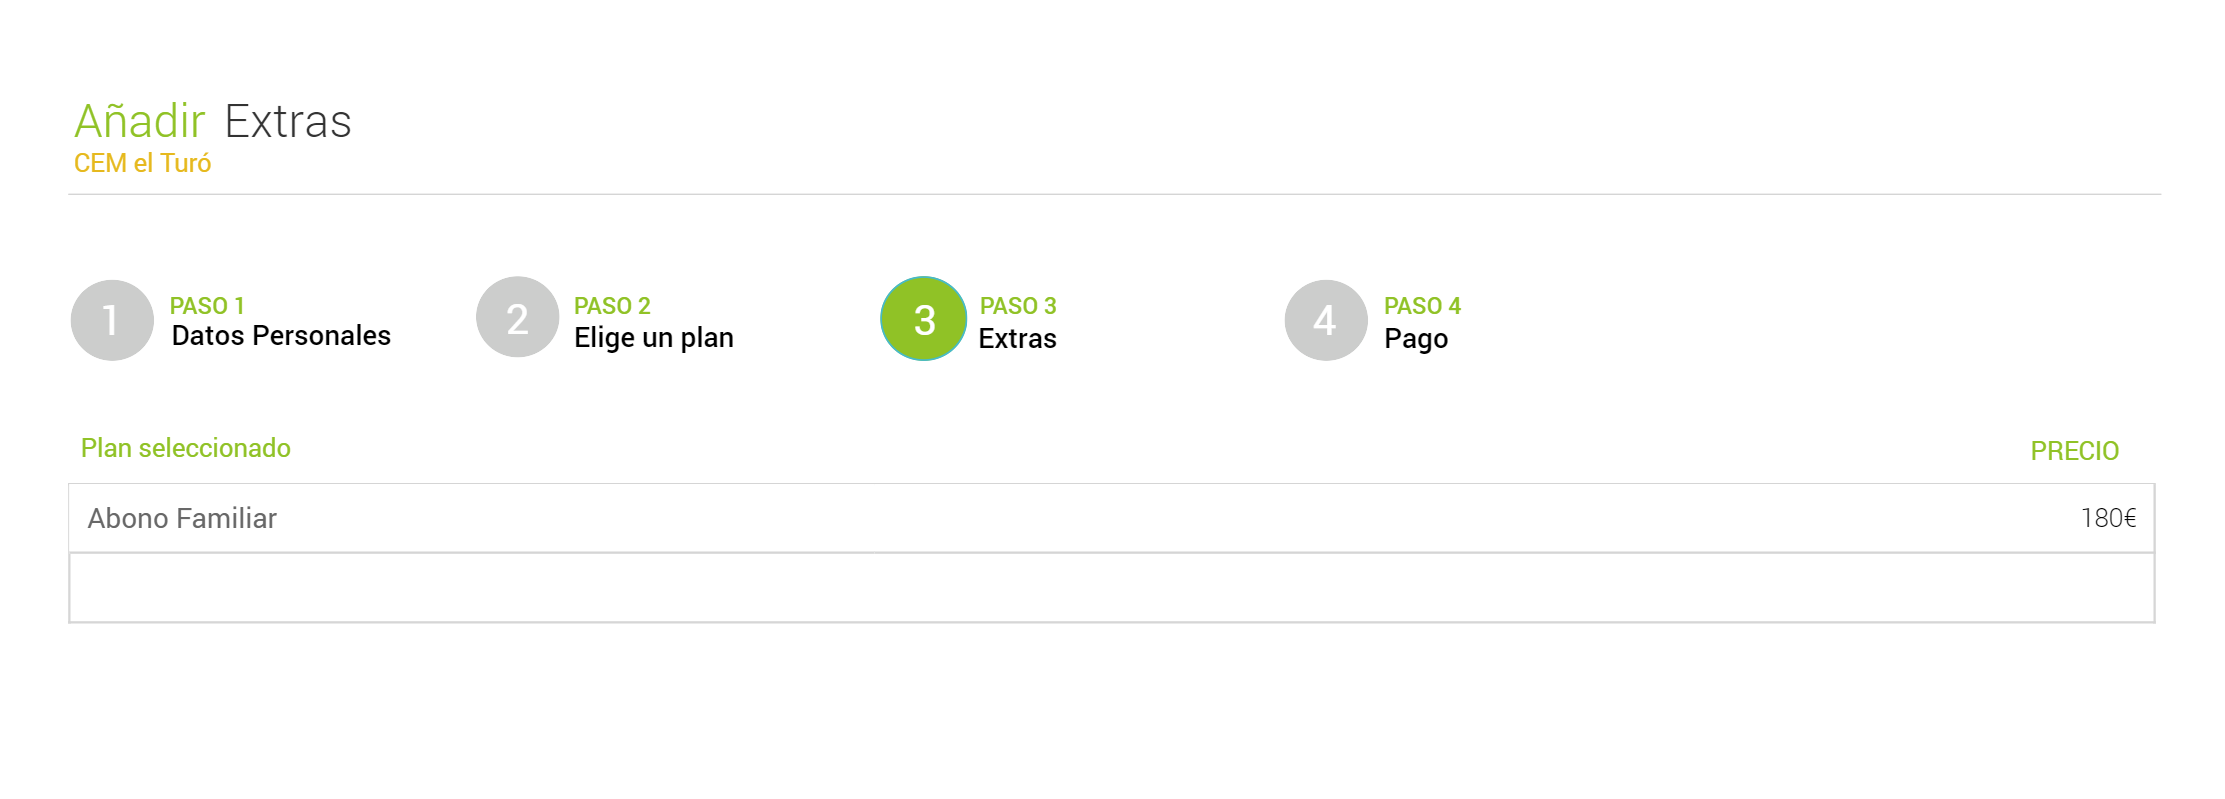 Añadir Extras
CEM el Turó
1 PASO 1
Datos Personales
2 PASO 2
Elige un plan
3 PASO 3
Extras
4 PASO 4
Pago
Plan seleccionado PRECIO
Abono Familiar 180€